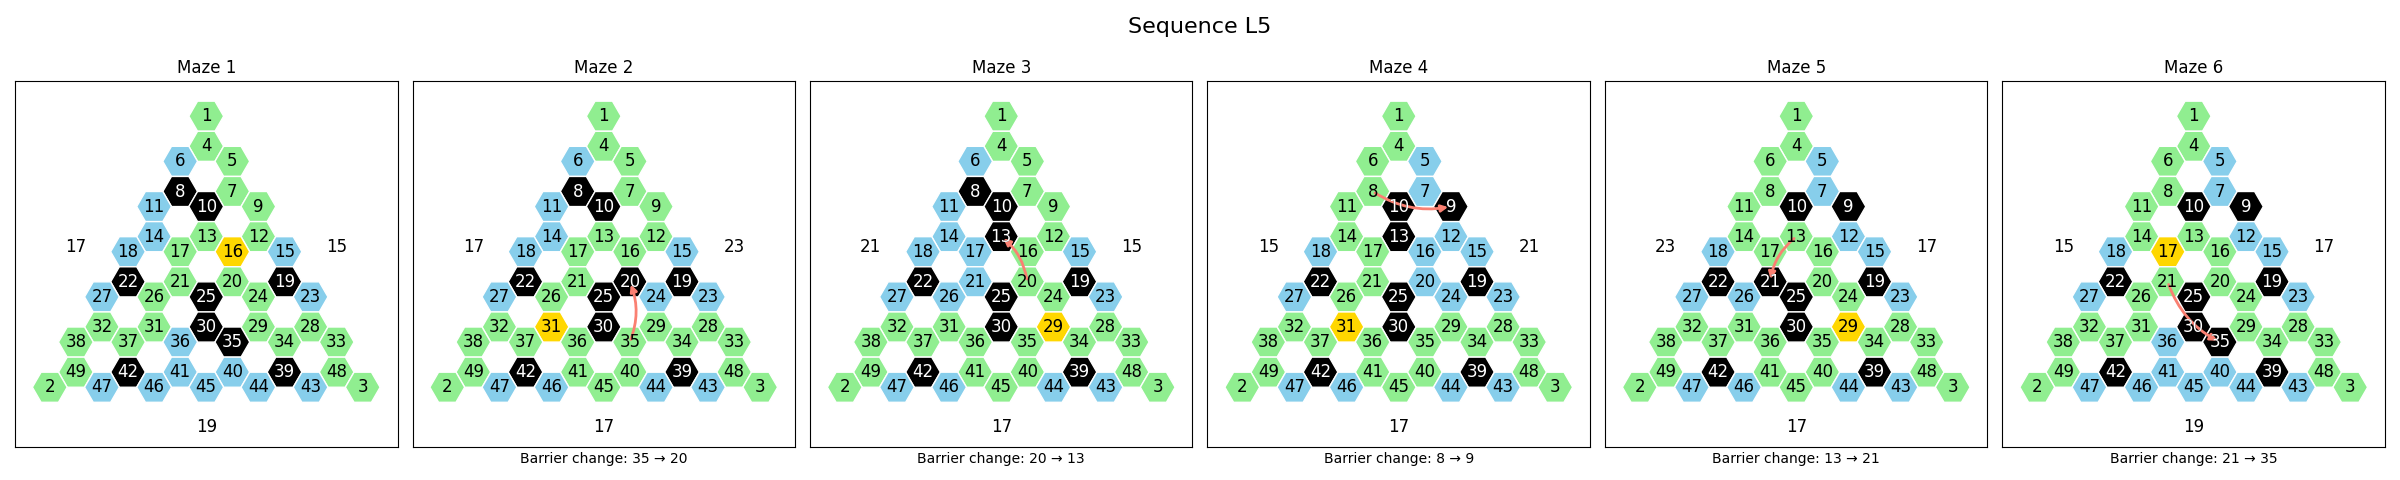 Sequence L5
Maze 1
1
4
6 5
8 7
11 10 9
14 13 12
17 18 17 16 15 15
22 21 20 19
27 26 25 24 23
32 31 30 29 28
38 37 36 35 34 33
49 42 41 40 39 48
2 47 46 45 44 43 3
19
Maze 2
1
4
6 5
8 7
11 10 9
14 13 12
17 18 17 16 15 23
22 21 20 19
27 26 25 24 23
32 31 30 29 28
38 37 36 35 34 33
49 42 41 40 39 48
2 47 46 45 44 43 3
17
Barrier change: 35 → 20
Maze 3
1
4
6 5
8 7
11 10 9
14 13 12
21 18 17 16 15 15
22 21 20 19
27 26 25 24 23
32 31 30 29 28
38 37 36 35 34 33
49 42 41 40 39 48
2 47 46 45 44 43 3
17
Barrier change: 20 → 13
Maze 4
1
4
6 5
8 7
11 10 9
14 13 12
15 18 17 16 15 21
22 21 20 19
27 26 25 24 23
32 31 30 29 28
38 37 36 35 34 33
49 42 41 40 39 48
2 47 46 45 44 43 3
17
Barrier change: 8 → 9
Maze 5
1
4
6 5
8 7
11 10 9
14 13 12
23 18 17 16 15 17
22 21 20 19
27 26 25 24 23
32 31 30 29 28
38 37 36 35 34 33
49 42 41 40 39 48
2 47 46 45 44 43 3
17
Barrier change: 13 → 21
Maze 6
1
4
6 5
8 7
11 10 9
14 13 12
15 18 17 16 15 17
22 21 20 19
27 26 25 24 23
32 31 30 29 28
38 37 36 35 34 33
49 42 41 40 39 48
2 47 46 45 44 43 3
19
Barrier change: 21 → 35